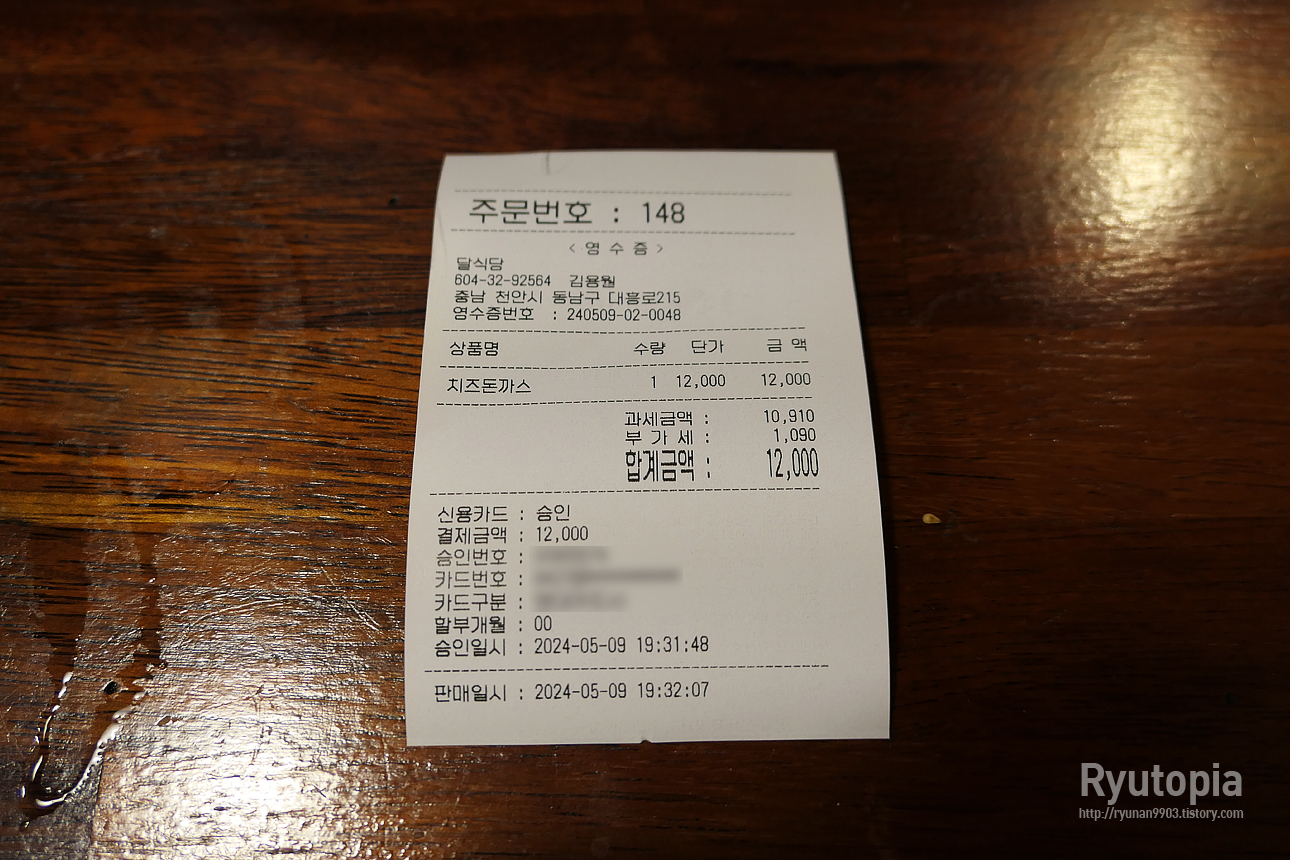 주문번호 : 148
< 영 수 증 >
달식당
604-32-92564 김용월
충남 천안시 동남구 대흥로215
영수증번호 : 240509-02-0048
상품명 수량 단가 금 액
치즈돈까스 1 12,000 12,000
과세금액 : 10,910
부 가 세 : 1,090
합계금액 : 12,000
신용카드 : 승인
결제금액 : 12,000
승인번호 :
카드번호 :
카드구분 :
할부개월 : 00
승인일시 : 2024-05-09 19:31:48
판매일시 : 2024-05-09 19:32:07
Ryutopia
http://ryunan9903.tistory.com